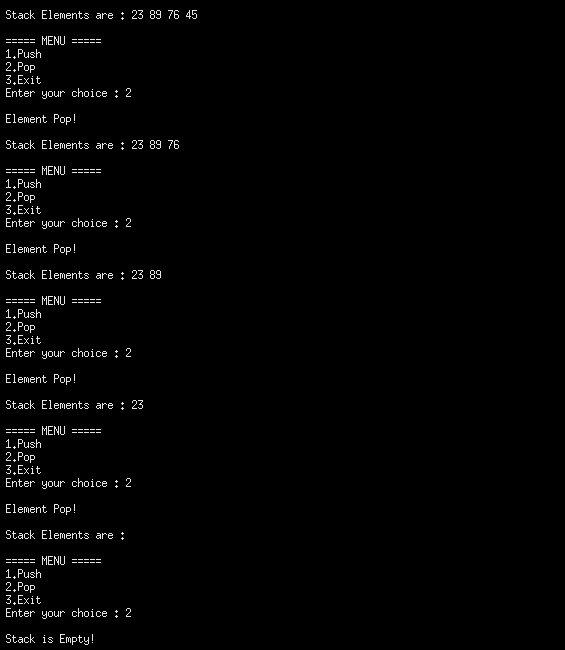 Stack Elements are : 23 89 76 45
===== MENU =====
1.Push
2.Pop
3.Exit
Enter your choice : 2
Element Pop!
Stack Elements are : 23 89 76
===== MENU =====
1.Push
2.Pop
3.Exit
Enter your choice : 2
Element Pop!
Stack Elements are : 23 89
===== MENU =====
1.Push
2.Pop
3.Exit
Enter your choice : 2
Element Pop!
Stack Elements are : 23
===== MENU =====
1.Push
2.Pop
3.Exit
Enter your choice : 2
Element Pop!
Stack Elements are :
===== MENU =====
1.Push
2.Pop
3.Exit
Enter your choice : 2
Stack is Empty!